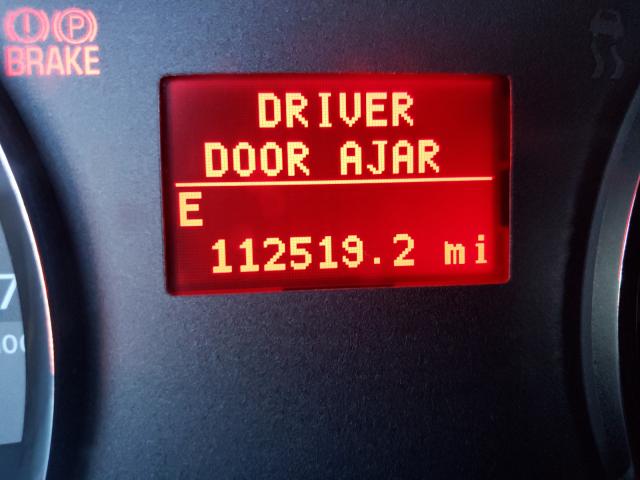 BRAKE
DRIVER
DOOR AJAR
E
112519.2 mi